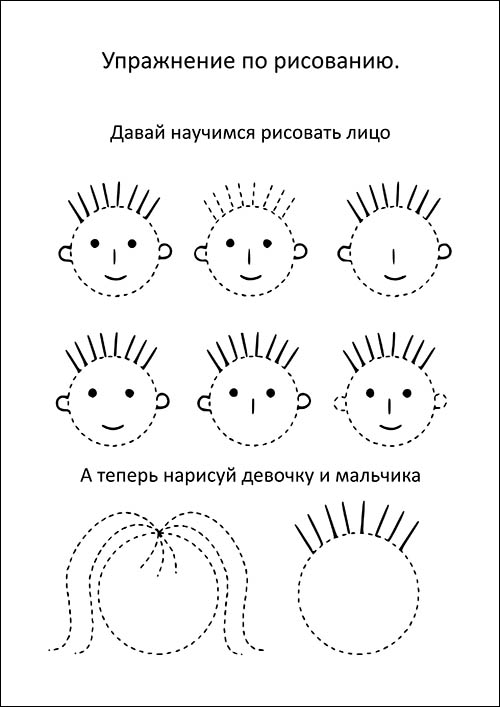 Упражнение по рисованию.
Давай научимся рисовать лицо
А теперь нарисуй девочку и мальчика